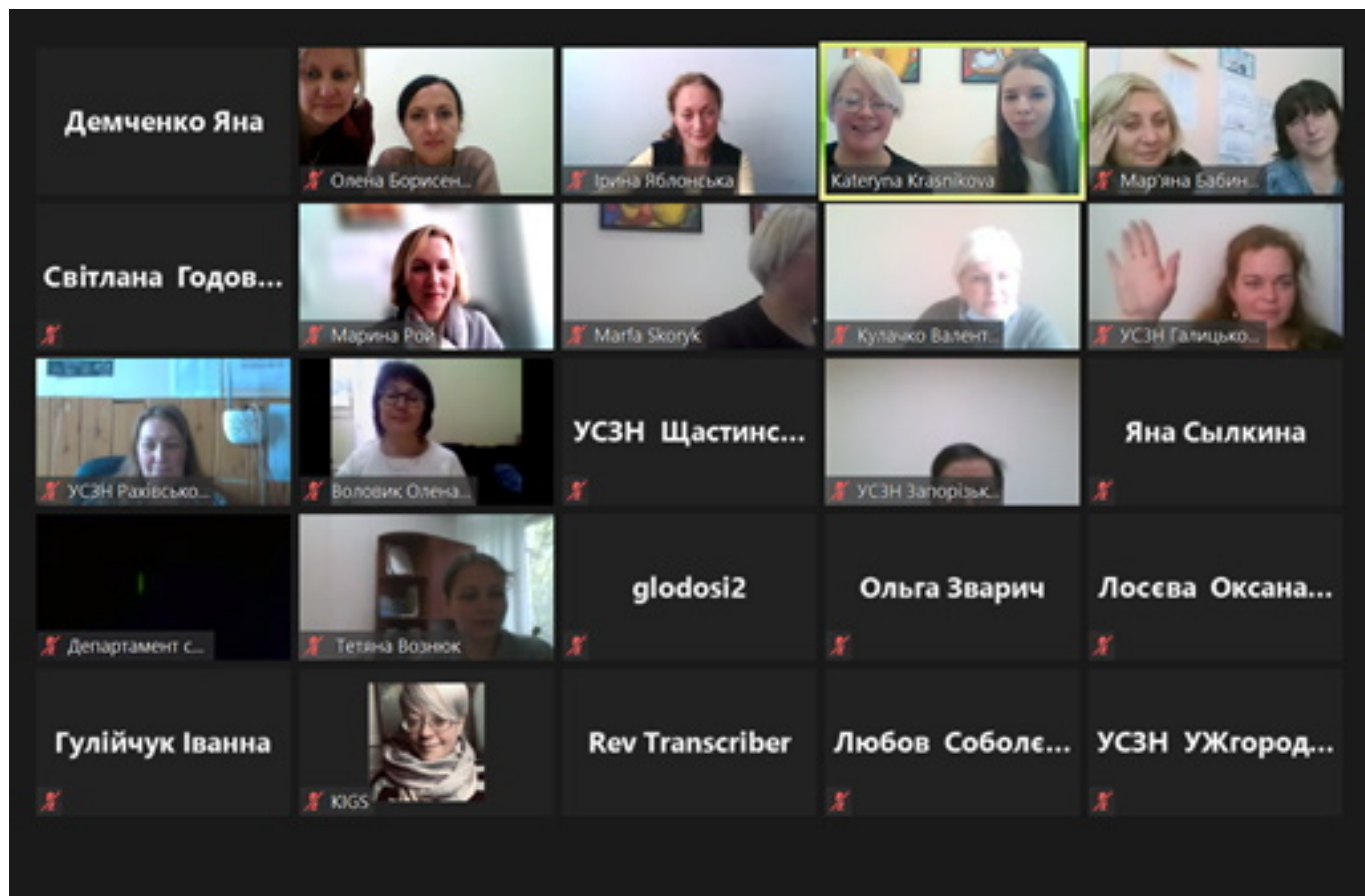 Демченко Яна
Олена Борисен...
Ірина Яблонська
Kateryna Krasnikova
Мар'яна Бабин...
Світлана Годов...
Марина Рой
Marfa Skoryk
Кулачко Валент...
УСЗН Галицько...
УСЗН Рахівсько...
Воловик Олена...
УСЗН Щастинс...
УСЗН Запорізьк...
Яна Сылкина
Департамент с...
Тетяна Вознюк
glodosi2
Ольга Зварич
Лосєва Оксана...
Гулійчук Іванна
KIGS
Rev Transcriber
Любов Соболє...
УСЗН УЖгород...